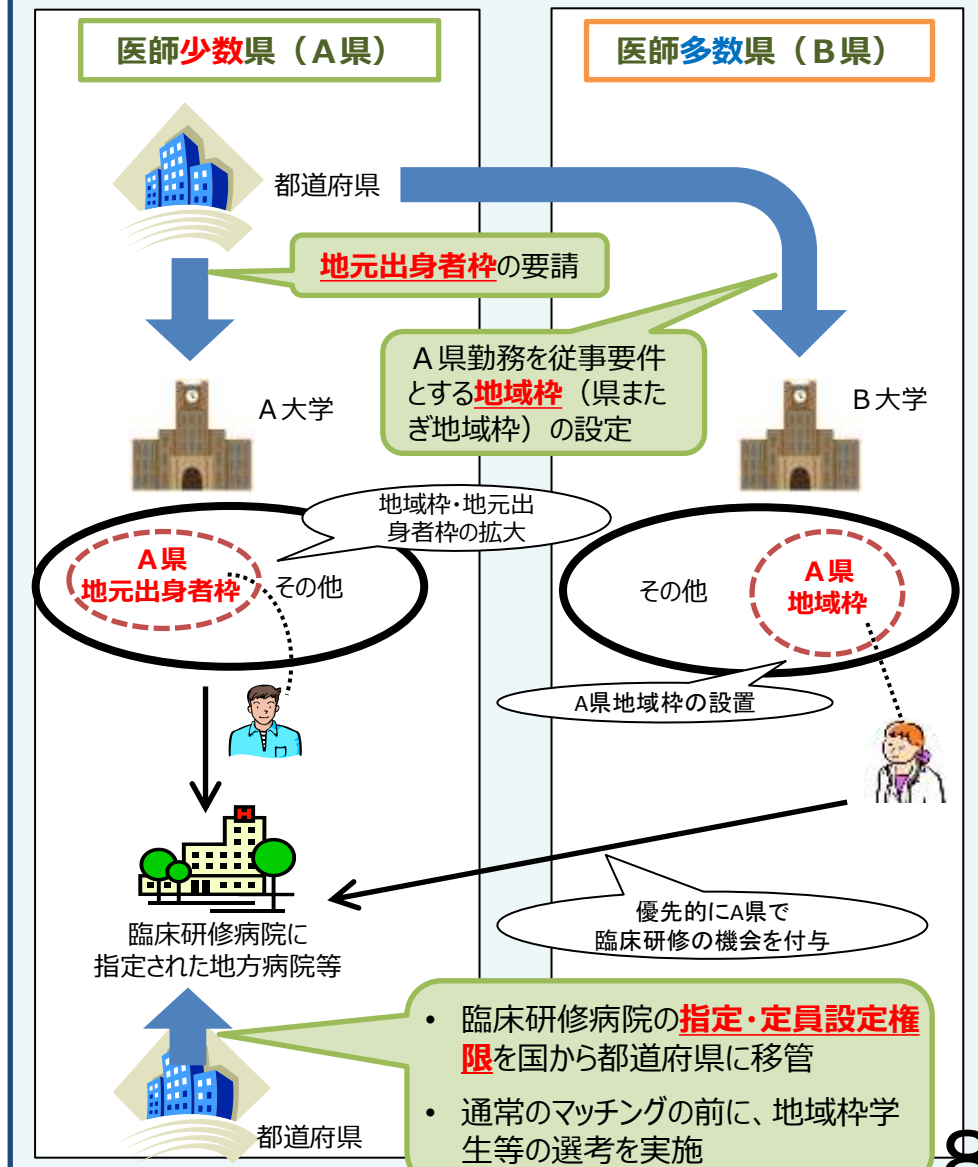 医師少数県（A県）
医師多数県（B県）
都道府県
地元出身者枠の要請
A県勤務を従事要件
とする地域枠（県また
ぎ地域枠）の設定
A大学
B大学
地域枠・地元出
身者枠の拡大
A県
地元出身者枠
その他
その他
A県
地域枠
A県地域枠の設置
H
臨床研修病院に
指定された地方病院等
優先的にA県で
臨床研修の機会を付与
• 臨床研修病院の指定・定員設定権
限を国から都道府県に移管
• 通常のマッチングの前に、地域枠学
生等の選考を実施
都道府県